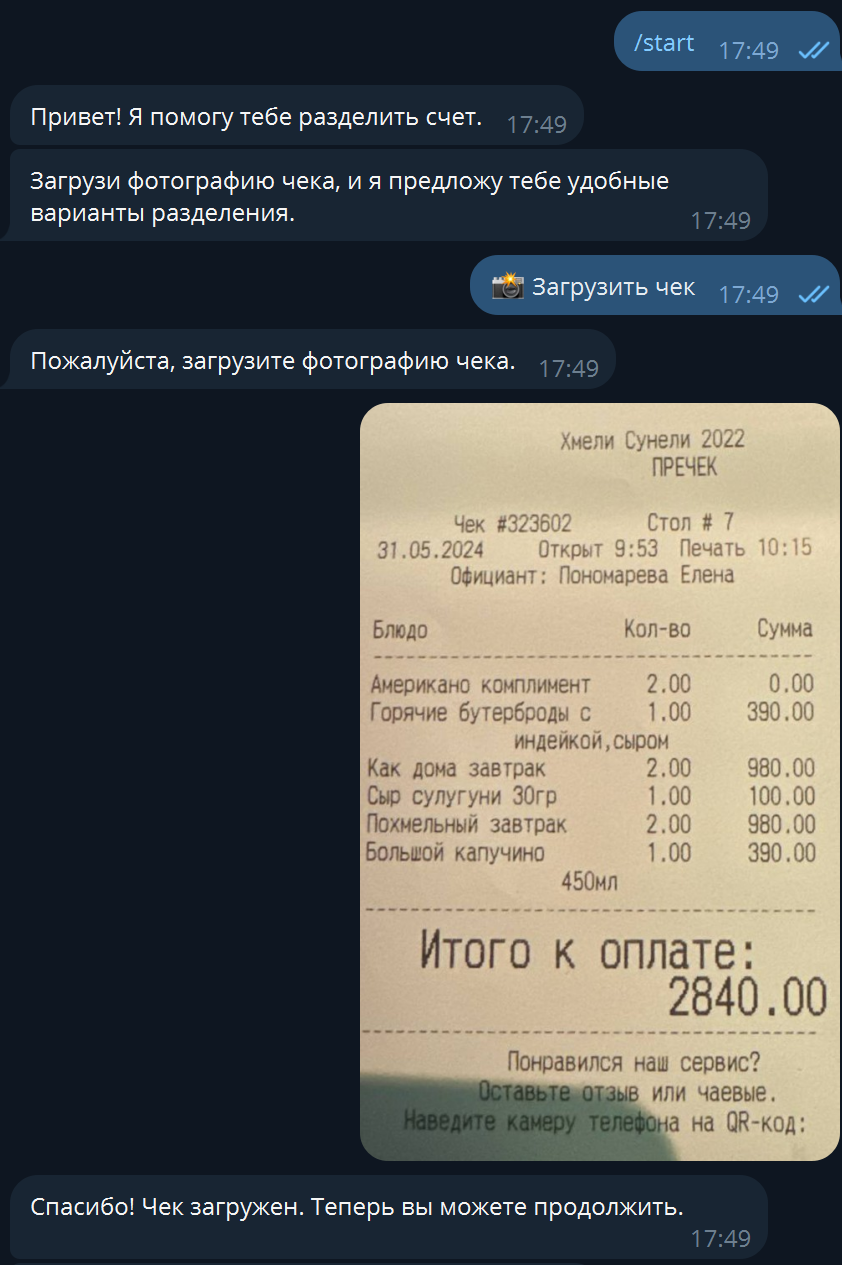 /start 17:49
Привет! Я помогу тебе разделить счет. 17:49
Загрузи фотографию чека, и я предложу тебе удобные
варианты разделения. 17:49
Загрузить чек 17:49
Пожалуйста, загрузите фотографию чека. 17:49
Хмели Сунели 2022
ПРЕЧЕК
Чек #323602 Стол # 7
31.05.2024 Открыт 9:53 Печать 10:15
Официант: Пономарева Елена
Блюдо Кол-во Сумма
Американо комплимент 2.00 0.00
Горячие бутерброды с 1.00 390.00
индейкой,сыром
Как дома завтрак 2.00 980.00
Сыр сулугуни 30гр 1.00 100.00
Похмельный завтрак 2.00 980.00
Большой капучино 1.00 390.00
450мл
Итого к оплате:
2840.00
Понравился наш сервис?
Оставьте отзыв или чаевые.
Наведите камеру телефона на QR-код:
Спасибо! Чек загружен. Теперь вы можете продолжить.
17:49